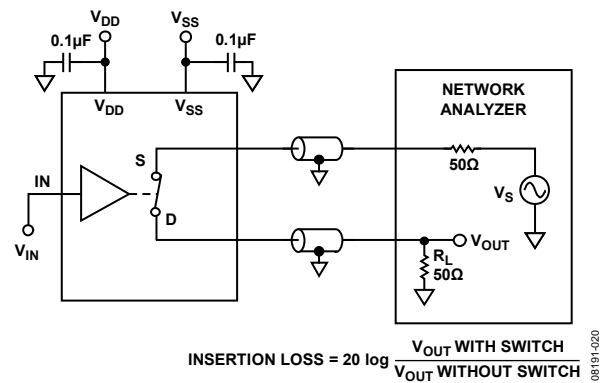 VDD
VSS
0.1µF
0.1µF
VDD
VSS
NETWORK
ANALYZER
S
50Ω
IN
VS
D
VOUT
VIN
RL
50Ω
INSERTION LOSS = 20 log VOUT WITH SWITCH
VOUT WITHOUT SWITCH
08191-020